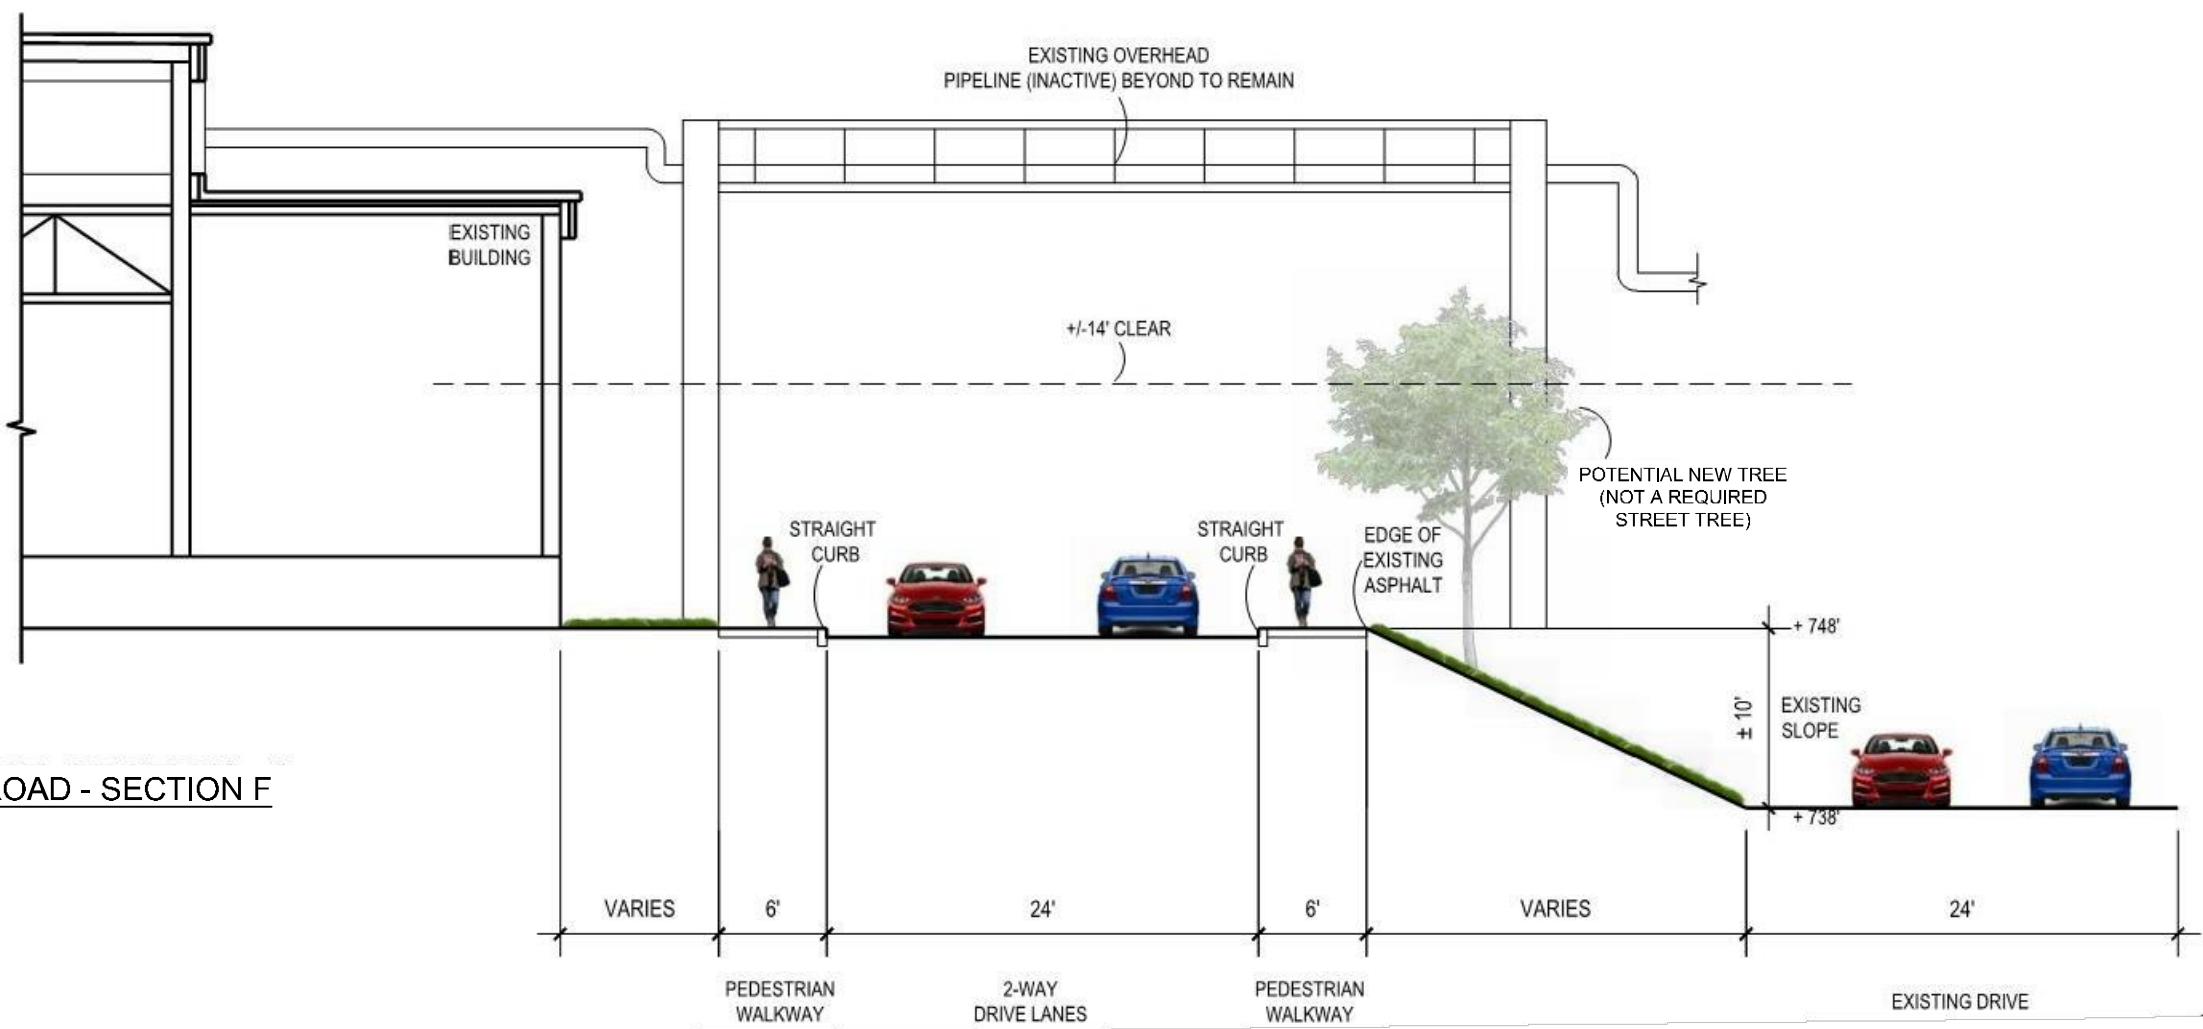 EXISTING OVERHEAD
PIPELINE (INACTIVE) BEYOND TO REMAIN
EXISTING
BUILDING
+/-14' CLEAR
POTENTIAL NEW TREE
(NOT A REQUIRED
STREET TREE)
STRAIGHT
CURB
STRAIGHT
CURB
EDGE OF
EXISTING
ASPHALT
+ 748'
± 10'
EXISTING
SLOPE
+ 738'
OAD - SECTION F
VARIES
6'
24'
6'
VARIES
24'
PEDESTRIAN
WALKWAY
2-WAY
DRIVE LANES
PEDESTRIAN
WALKWAY
EXISTING DRIVE